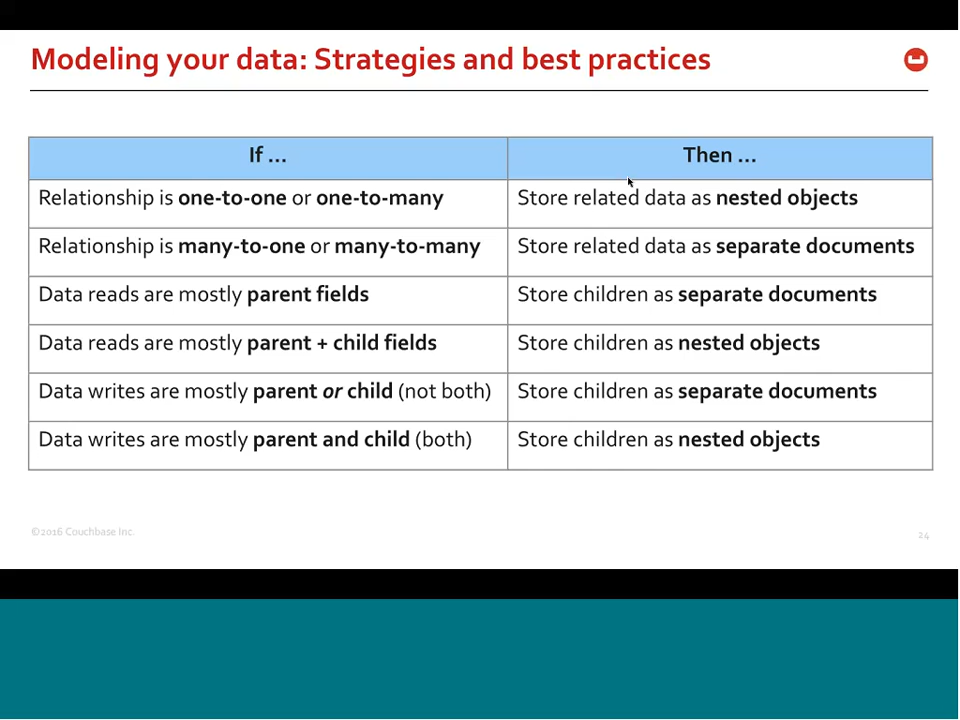 Modeling your data: Strategies and best practices
If ...
Then ...
Relationship is one-to-one or one-to-many
Store related data as nested objects
Relationship is many-to-one or many-to-many
Store related data as separate documents
Data reads are mostly parent fields
Store children as separate documents
Data reads are mostly parent + child fields
Store children as nested objects
Data writes are mostly parent or child (not both)
Store children as separate documents
Data writes are mostly parent and child (both)
Store children as nested objects
©2016 Couchbase Inc.
24